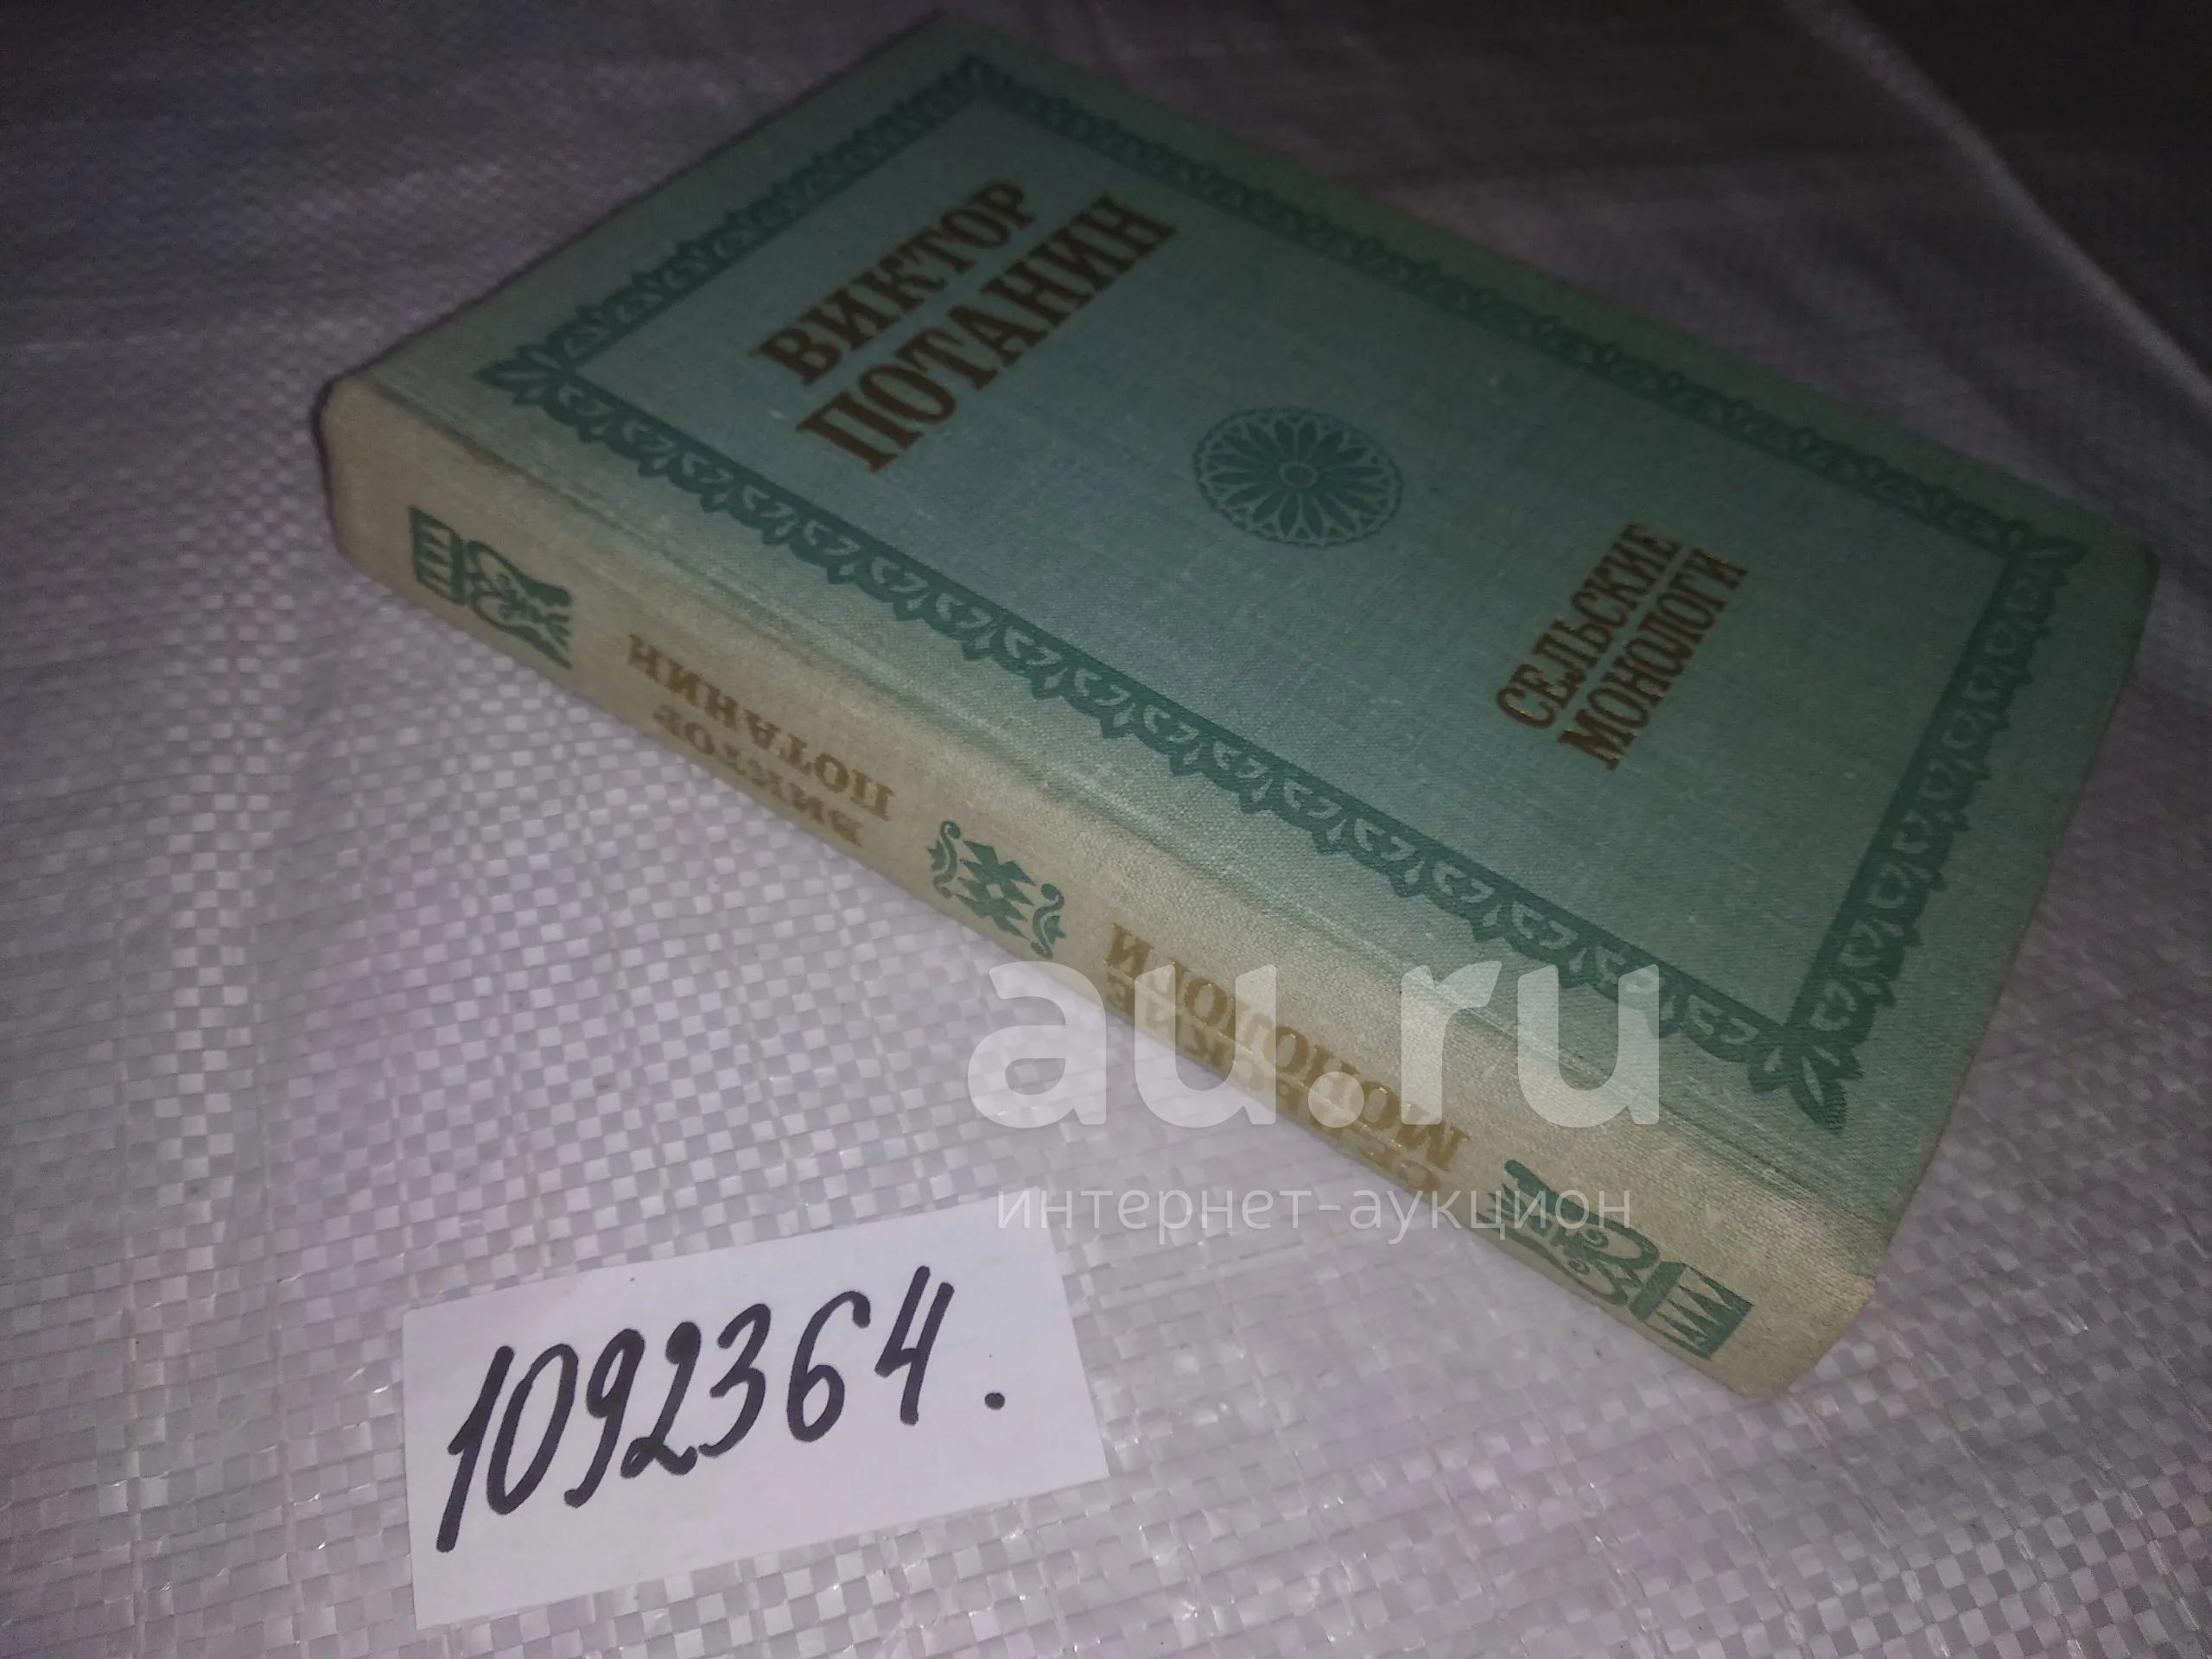 ВИКТОР
ПОТАНИН
СЕЛЬСКИЕ
МОНОЛОГИ
ВИКТОР
ПОТАНИН
СЕЛЬСКИЕ
МОНОЛОГИ
au.ru
интернет-аукцион
1092364.